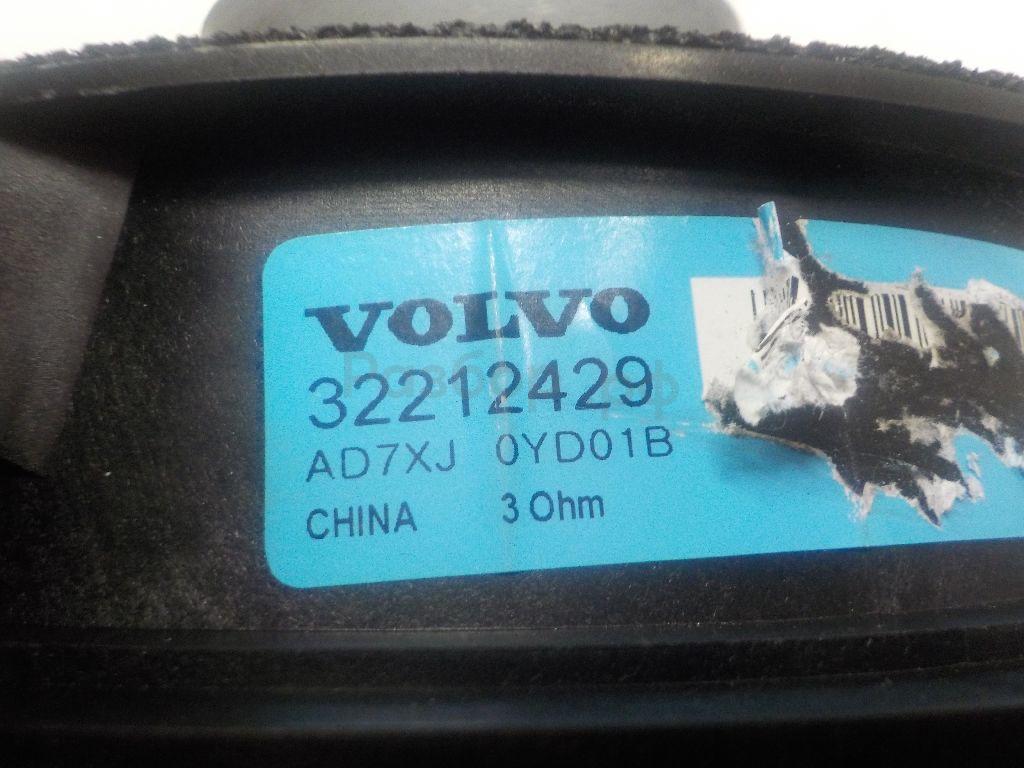 VOLVO
32212429
AD7XJ 0YD01B
CHINA 3 Ohm